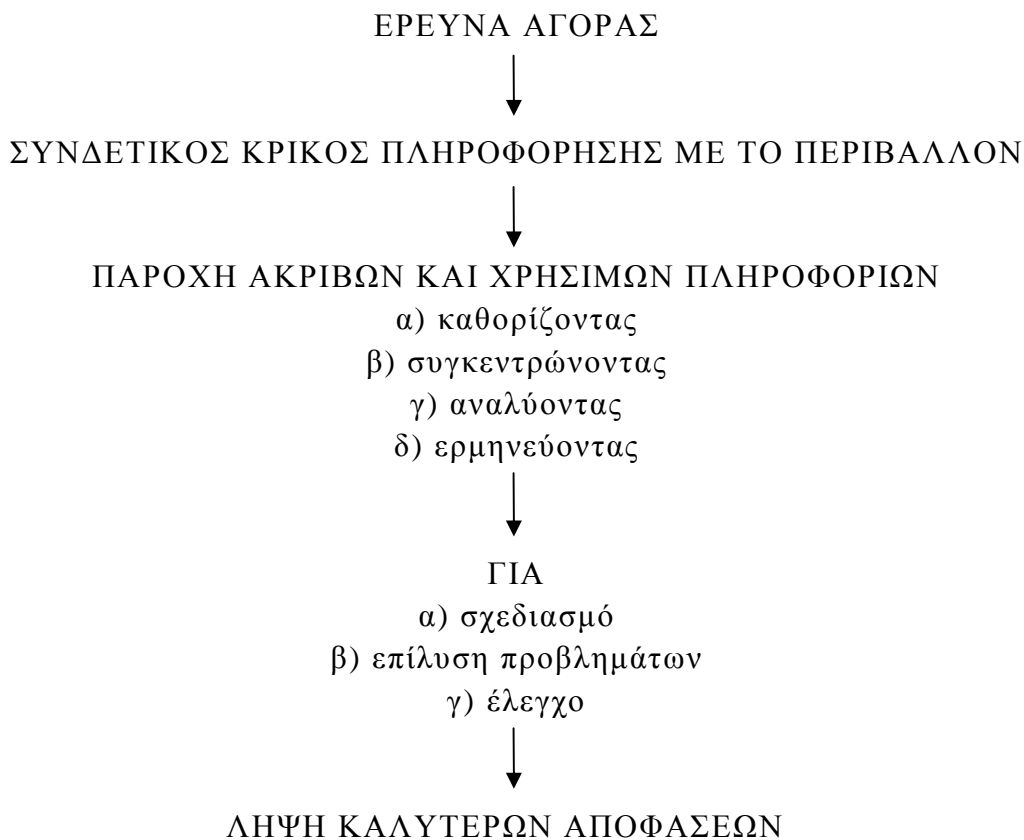 ΕΡΕΥΝΑ ΑΓΟΡΑΣ
ΣΥΝΔΕΤΙΚΟΣ ΚΡΙΚΟΣ ΠΛΗΡΟΦΟΡΗΣΗΣ ΜΕ ΤΟ ΠΕΡΙΒΑΛΛΟΝ
ΠΑΡΟΧΗ ΑΚΡΙΒΩΝ ΚΑΙ ΧΡΗΣΙΜΩΝ ΠΛΗΡΟΦΟΡΙΩΝ
α) καθορίζοντας
β) συγκεντρώνοντας
γ) αναλύοντας
δ) ερμηνεύοντας
ΓΙΑ
α) σχεδιασμό
β) επίλυση προβλημάτων
γ) έλεγχο
ΛΗΨΗ ΚΑΛΥΤΕΡΩΝ ΑΠΟΦΑΣΕΩΝ